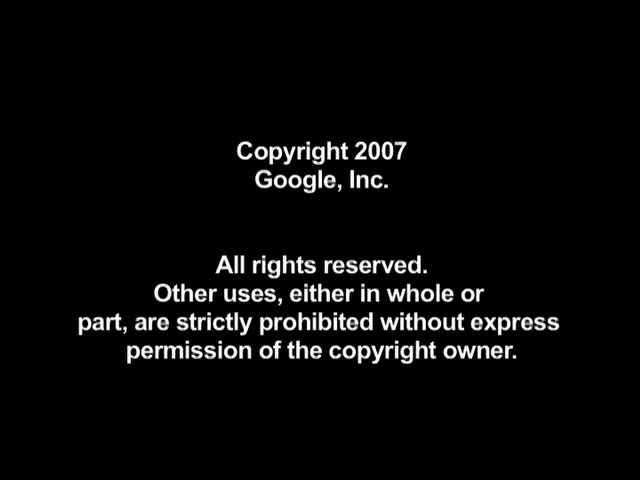 Copyright 2007
Google, Inc.
All rights reserved.
Other uses, either in whole or
part, are strictly prohibited without express
permission of the copyright owner.